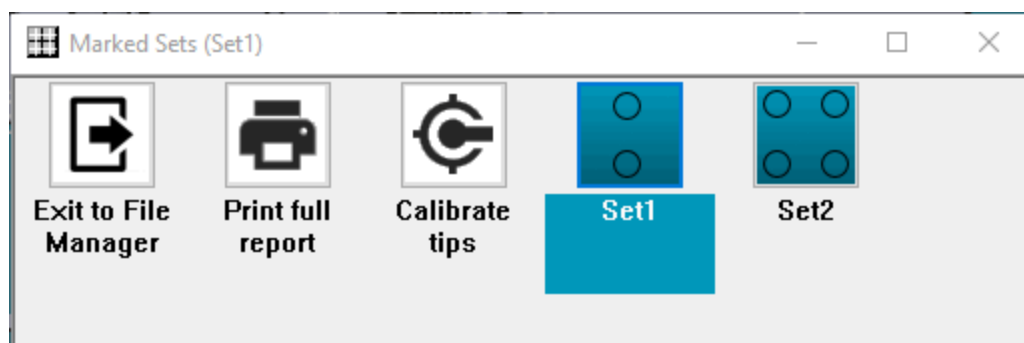 Marked Sets (Set1)
Exit to File
Manager
Print full
report
Calibrate
tips
Set1
Set2